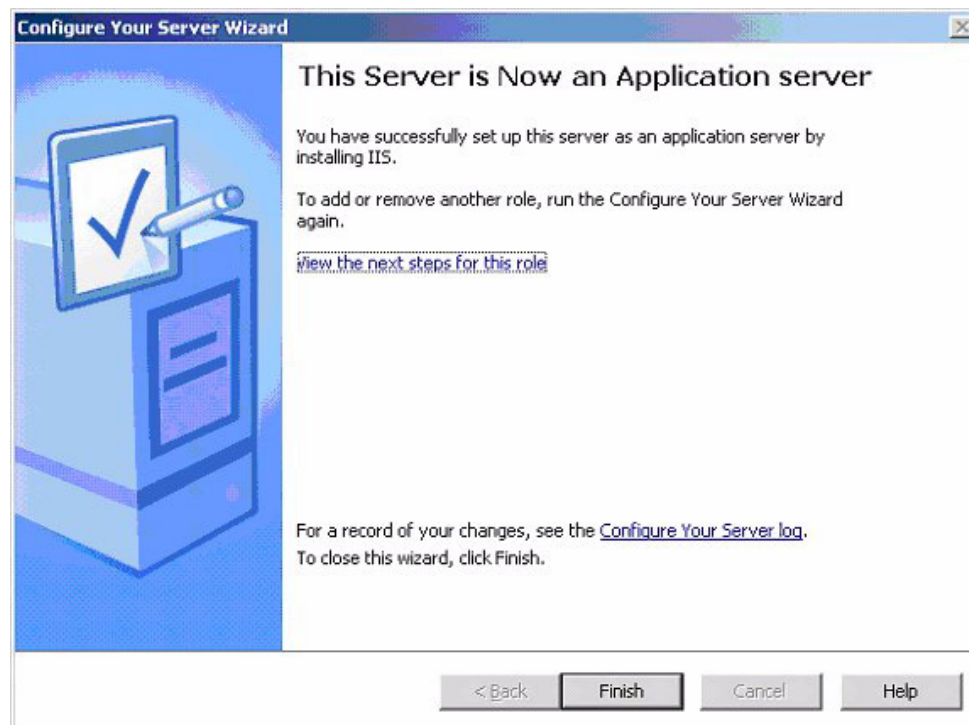 Configure Your Server Wizard
This Server is Now an Application server
You have successfully set up this server as an application server by
installing IIS.
To add or remove another role, run the Configure Your Server Wizard
again.
View the next steps for this role
For a record of your changes, see the Configure Your Server log.
To close this wizard, click Finish.
< Back Finish Cancel Help